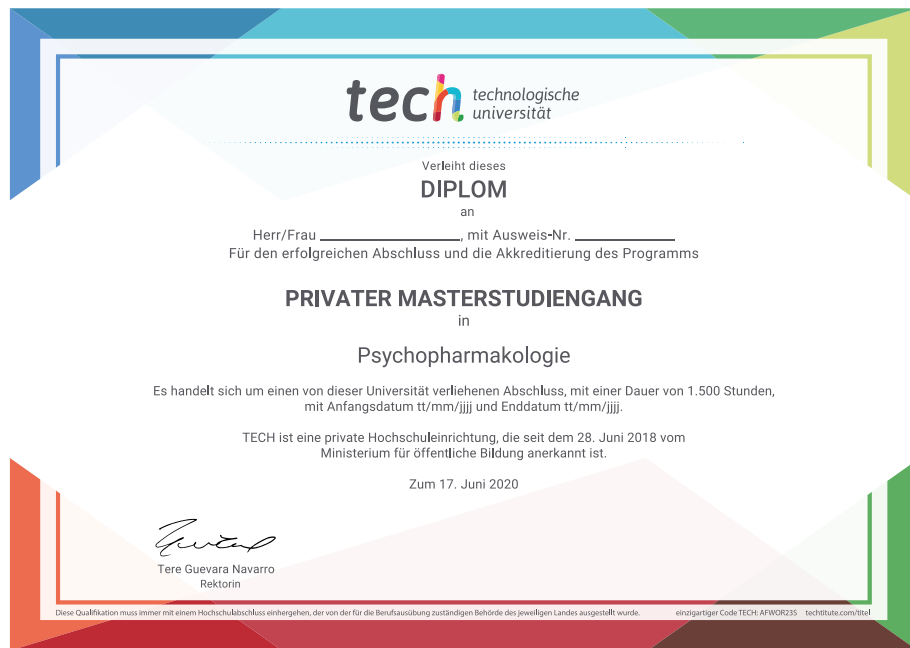 tech technologische
universität
Verleiht dieses
DIPLOM
an
Herr/Frau ____________, mit Ausweis-Nr. ____________
Für den erfolgreichen Abschluss und die Akkreditierung des Programms
PRIVATER MASTERSTUDIENGANG
in
Psychopharmakologie
Es handelt sich um einen von dieser Universität verliehenen Abschluss, mit einer Dauer von 1.500 Stunden,
mit Anfangsdatum tt/mm/jjjj und Enddatum tt/mm/jjjj.
TECH ist eine private Hochschuleinrichtung, die seit dem 28. Juni 2018 vom
Ministerium für öffentliche Bildung anerkannt ist.
Zum 17. Juni 2020
Tere Guevara Navarro
Rektorin
Diese Qualifikation muss immer mit einem Hochschulabschluss einhergehen, der von der für die Berufsausübung zuständigen Behörde des jeweiligen Landes ausgestellt wurde. einzigartiger Code TECH: AFWOR23S techtitute.com/titel